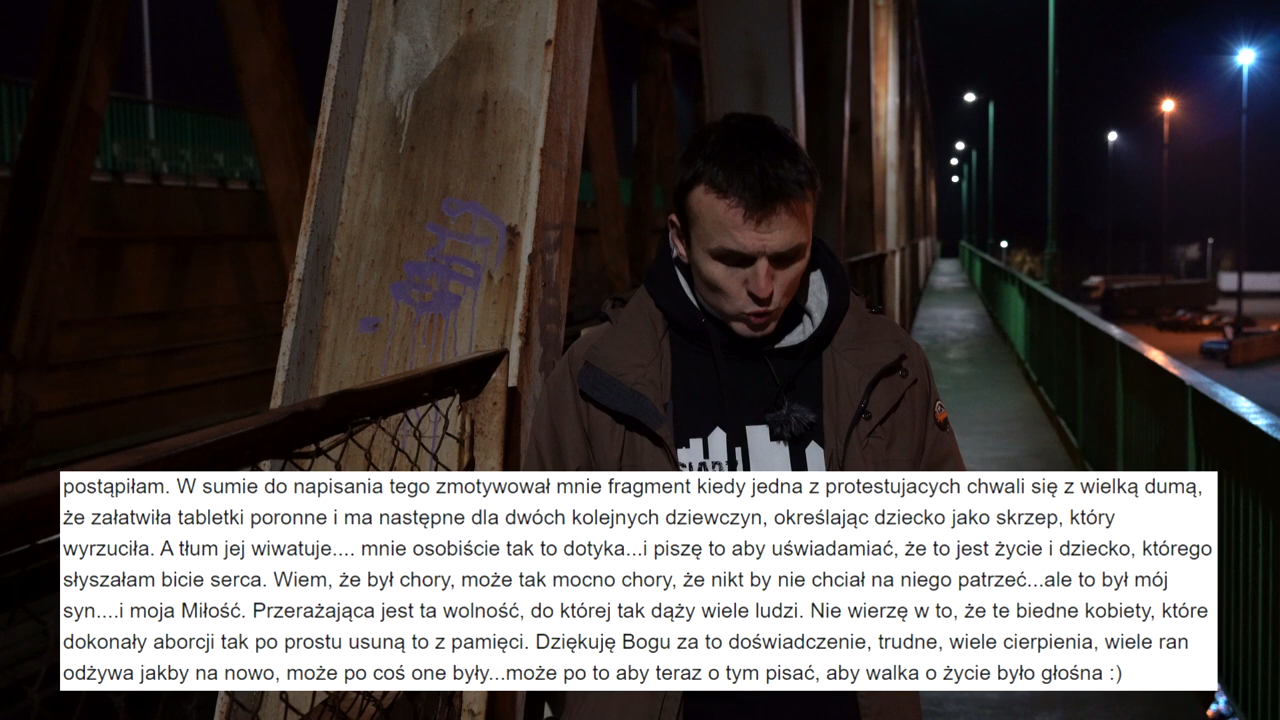 postąpiłam. W sumie do napisania tego zmotywował mnie fragment kiedy jedna z protestujacych chwali się z wielką dumą,
że załatwiła tabletki poronne i ma następne dla dwóch kolejnych dziewczyn, określając dziecko jako skrzep, który
wyrzuciła. A tłum jej wiwatuje.... mnie osobiście tak to dotyka...i piszę to aby uświadamiać, że to jest życie i dziecko, którego
słyszałam bicie serca. Wiem, że był chory, może tak mocno chory, że nikt by nie chciał na niego patrzeć...ale to był mój
syn....i moja Miłość. Przerażająca jest ta wolność, do której tak dąży wiele ludzi. Nie wierzę w to, że te biedne kobiety, które
dokonały aborcji tak po prostu usuną to z pamięci. Dziękuję Bogu za to doświadczenie, trudne, wiele cierpienia, wiele ran
odżywa jakby na nowo, może po coś one były...może po to aby teraz o tym pisać, aby walka o życie było głośna :)